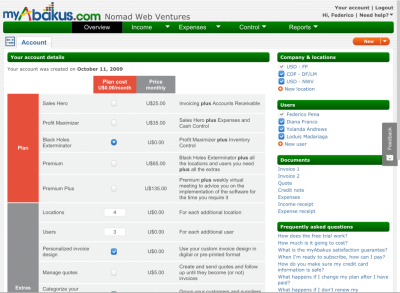 myAbakus.com Nomad Web Ventures
Your account | Logout
Hi, Federico | Need help?
Overview
Income
Expenses
Control
Reports
Account
New
Your account details
Your account was created on October 11, 2009
Plan cost
US$0.00/month
Price
monthly
Plan
Sales Hero
US$25.00
Invoicing plus Accounts Receivable
Profit Maximizer
US$35.00
Sales Hero plus Expenses and
Cash Control
Black Holes
Exterminator
US$0.00
Profit Maximizer plus Inventory
Control
Premium
US$65.00
Black Holes Exterminator plus all
the locations and users you need
plus all the extras
Premium Plus
US$135.00
Premium plus weekly virtual
meeting to advise you on the
implementation of the software for
the time you require it
Extras
Locations
4
US$0.00
For each additional location
Users
3
US$0.00
For each additional user
Personalized invoice
design
US$0.00
Use your custom invoice design in
digital or pre-printed format
Manage quotes
US$5.00
Create and send quotes and follow
up until they become (or not)
invoices
Categorize your
Company & locations
USD - FP
COP - DF/LM
USD - NWV
New location
Users
Federico Pena
Diana Franco
Yolanda Andrews
Loduis Madariaga
New user
Documents
Invoice 1
Invoice 2
Quote
Credit note
Expenses
Income receipt
Expense receipt
Frequently asked questions
How does the free trial work?
How much is it going to cost?
What is the myAbakus satisfaction guarantee?
When I'm ready to subscribe, how can I pay?
How do you make sure my credit card
information is safe?
What happens if I change my plan after I have
paid?
What happens if I don't renew my
Feedback